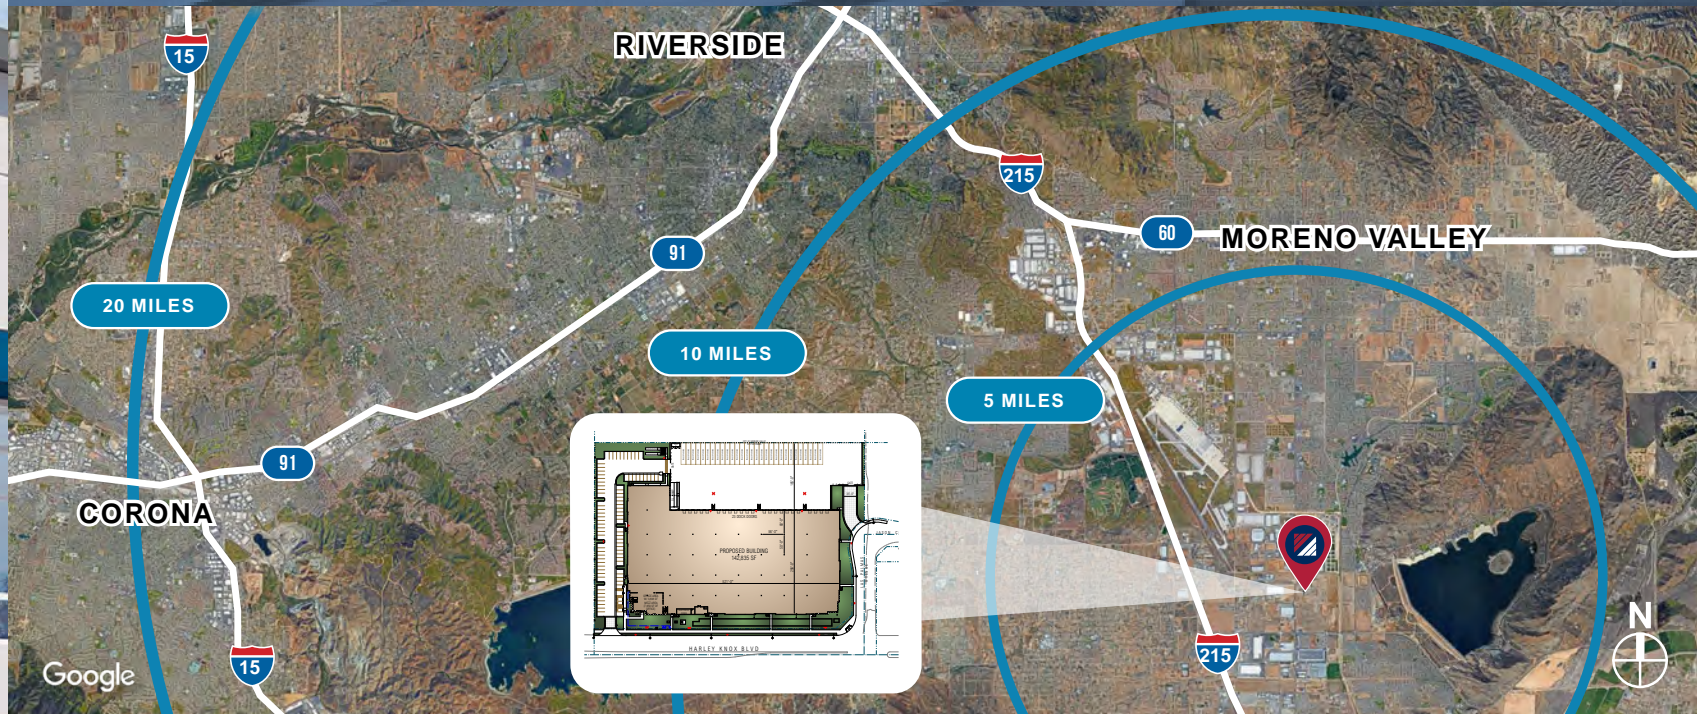 15
RIVERSIDE
215
60
MORENO VALLEY
91
20 MILES
10 MILES
5 MILES
91
CORONA
PROPOSED BUILDING
HARLEY KNOX BLVD
N
215
15
Google